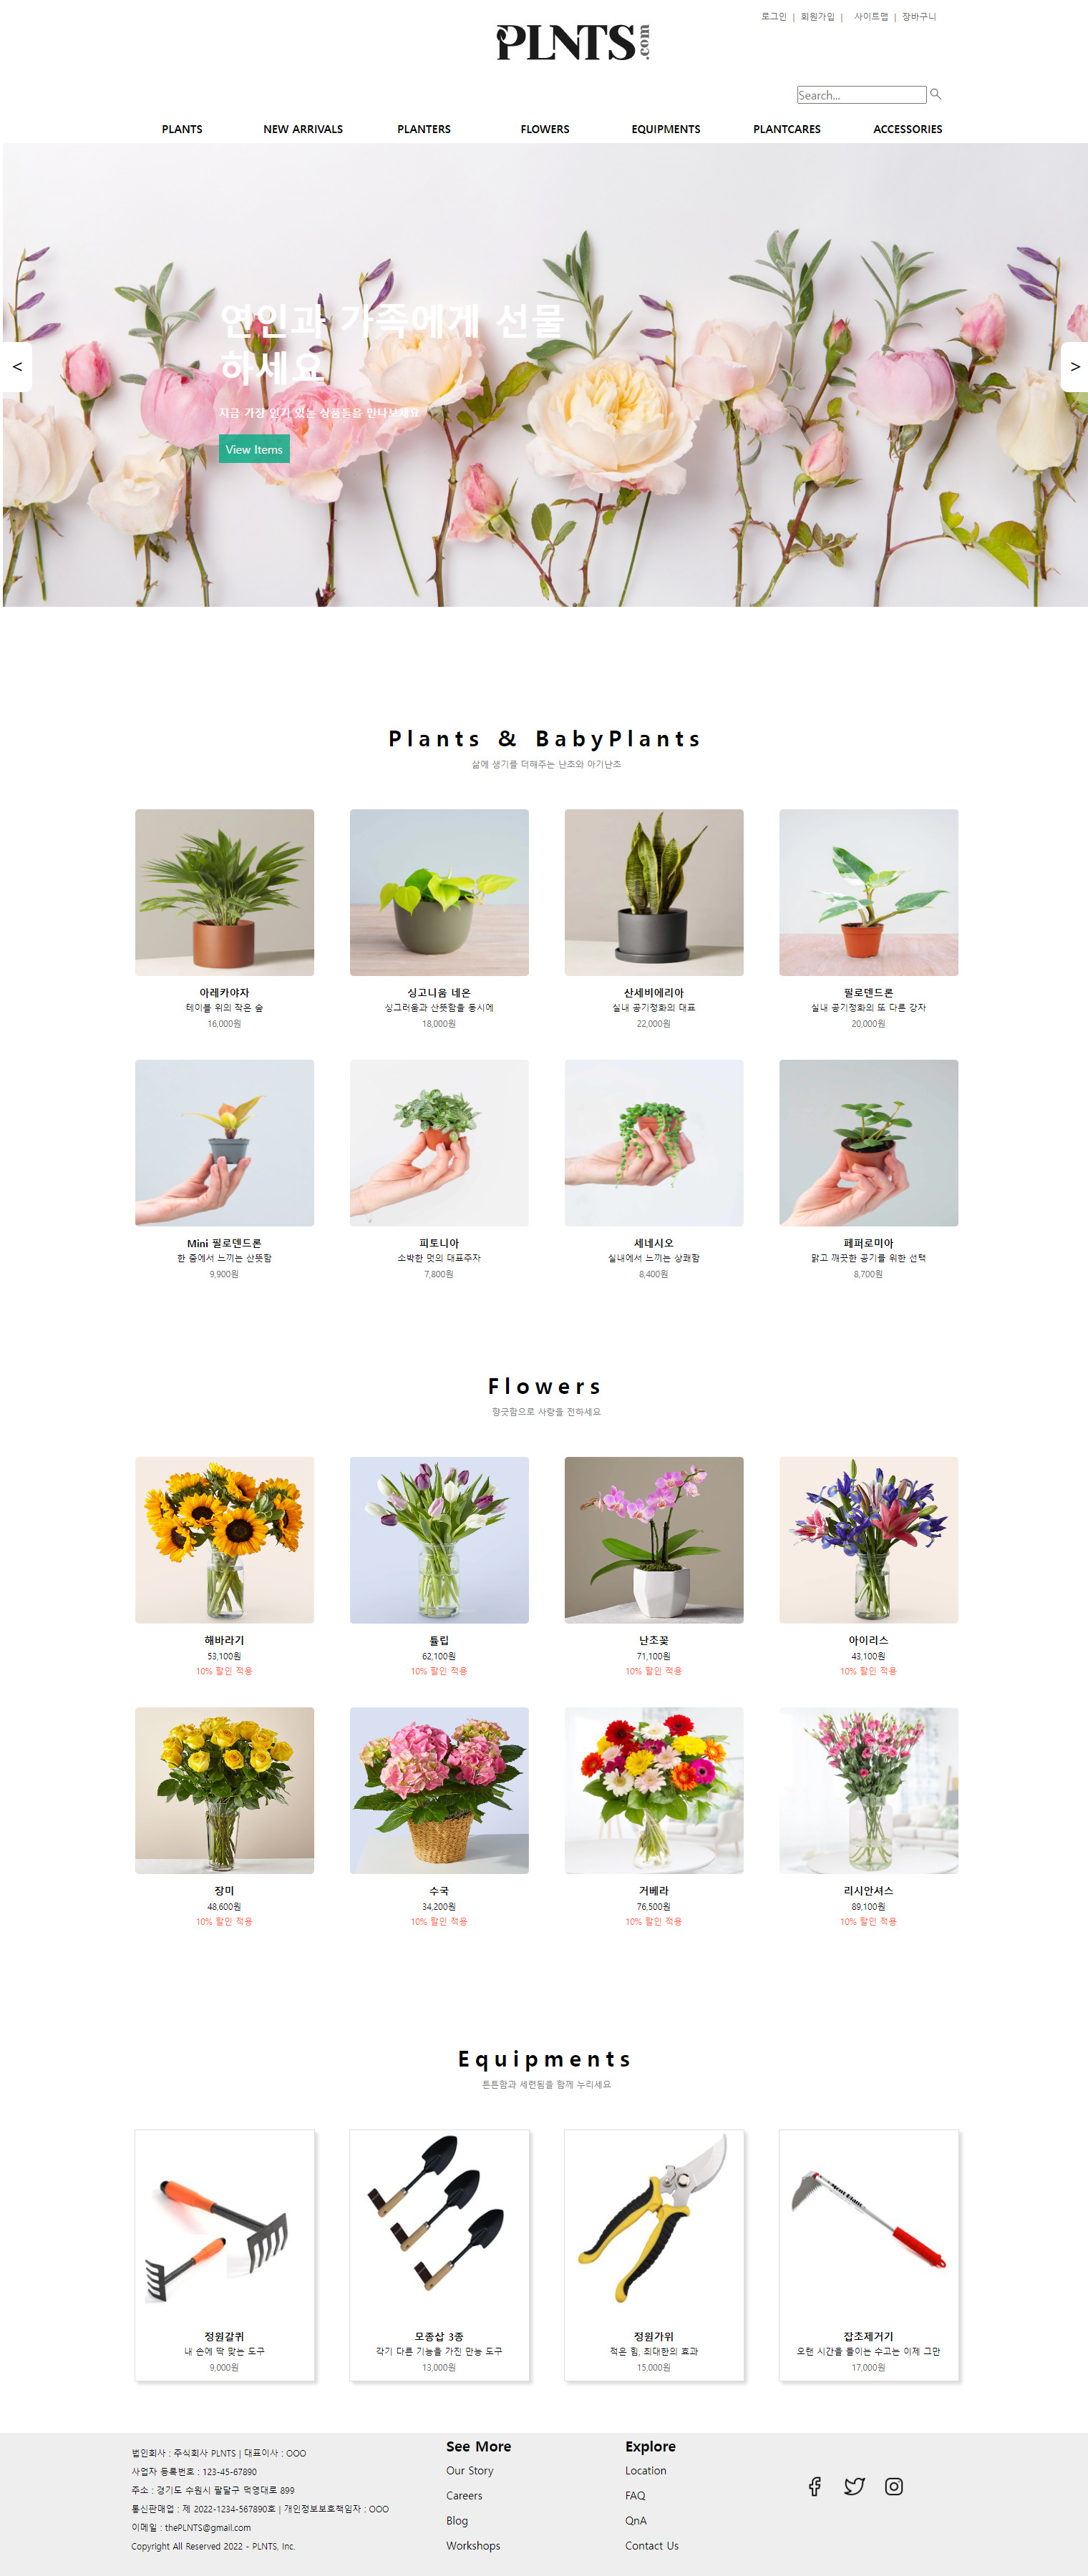 로그인 | 회원가입 | 사이트맵 | 장바구니
PLNTS.com
Search...
PLANTS NEW ARRIVALS PLANTERS FLOWERS EQUIPMENTS PLANTCARES ACCESSORIES
연인과 가족에게 선물
하세요
지금 가장 인기 있는 상품들을 만나보세요
< >
View Items
Plants & BabyPlants
삶에 생기를 더해주는 난초와 아기난초
아레카야자 싱고니움 네온 산세비에리아 필로덴드론
테이블 위의 작은 숲 싱그러움과 산뜻함을 동시에 실내 공기정화의 대표 실내 공기정화의 또 다른 강자
16,000원 18,000원 22,000원 20,000원
Mini 필로덴드론 피토니아 세네시오 페퍼로미아
한 줌에서 느끼는 산뜻함 소박한 멋의 대표주자 실내에서 느끼는 상쾌함 맑고 깨끗한 공기를 위한 선택
9,900원 7,800원 8,400원 8,700원
Flowers
향긋함으로 사랑을 전하세요
해바라기 튤립 난초꽃 아이리스
53,100원 62,100원 71,100원 43,100원
10% 할인 적용 10% 할인 적용 10% 할인 적용 10% 할인 적용
장미 수국 거베라 리시안셔스
48,600원 34,200원 76,500원 89,100원
10% 할인 적용 10% 할인 적용 10% 할인 적용 10% 할인 적용
Equipments
튼튼함과 세련됨을 함께 누리세요
정원갈퀴 모종삽 3종 정원가위 잡초제거기
내 손에 딱 맞는 도구 각기 다른 기능을 가진 만능 도구 적은 힘, 최대한의 효과 오랜 시간을 들이는 수고는 이제 그만
9,000원 13,000원 15,000원 17,000원
법인회사 : 주식회사 PLNTS | 대표이사 : OOO
사업자 등록번호 : 123-45-67890
주소 : 경기도 수원시 팔달구 덕영대로 899
통신판매업 : 제 2022-1234-567890호 | 개인정보보호책임자 : OOO
이메일 : thePLNTS@gmail.com
Copyright All Reserved 2022 - PLNTS, Inc.
See More
Our Story
Careers
Blog
Workshops
Explore
Location
FAQ
QnA
Contact Us